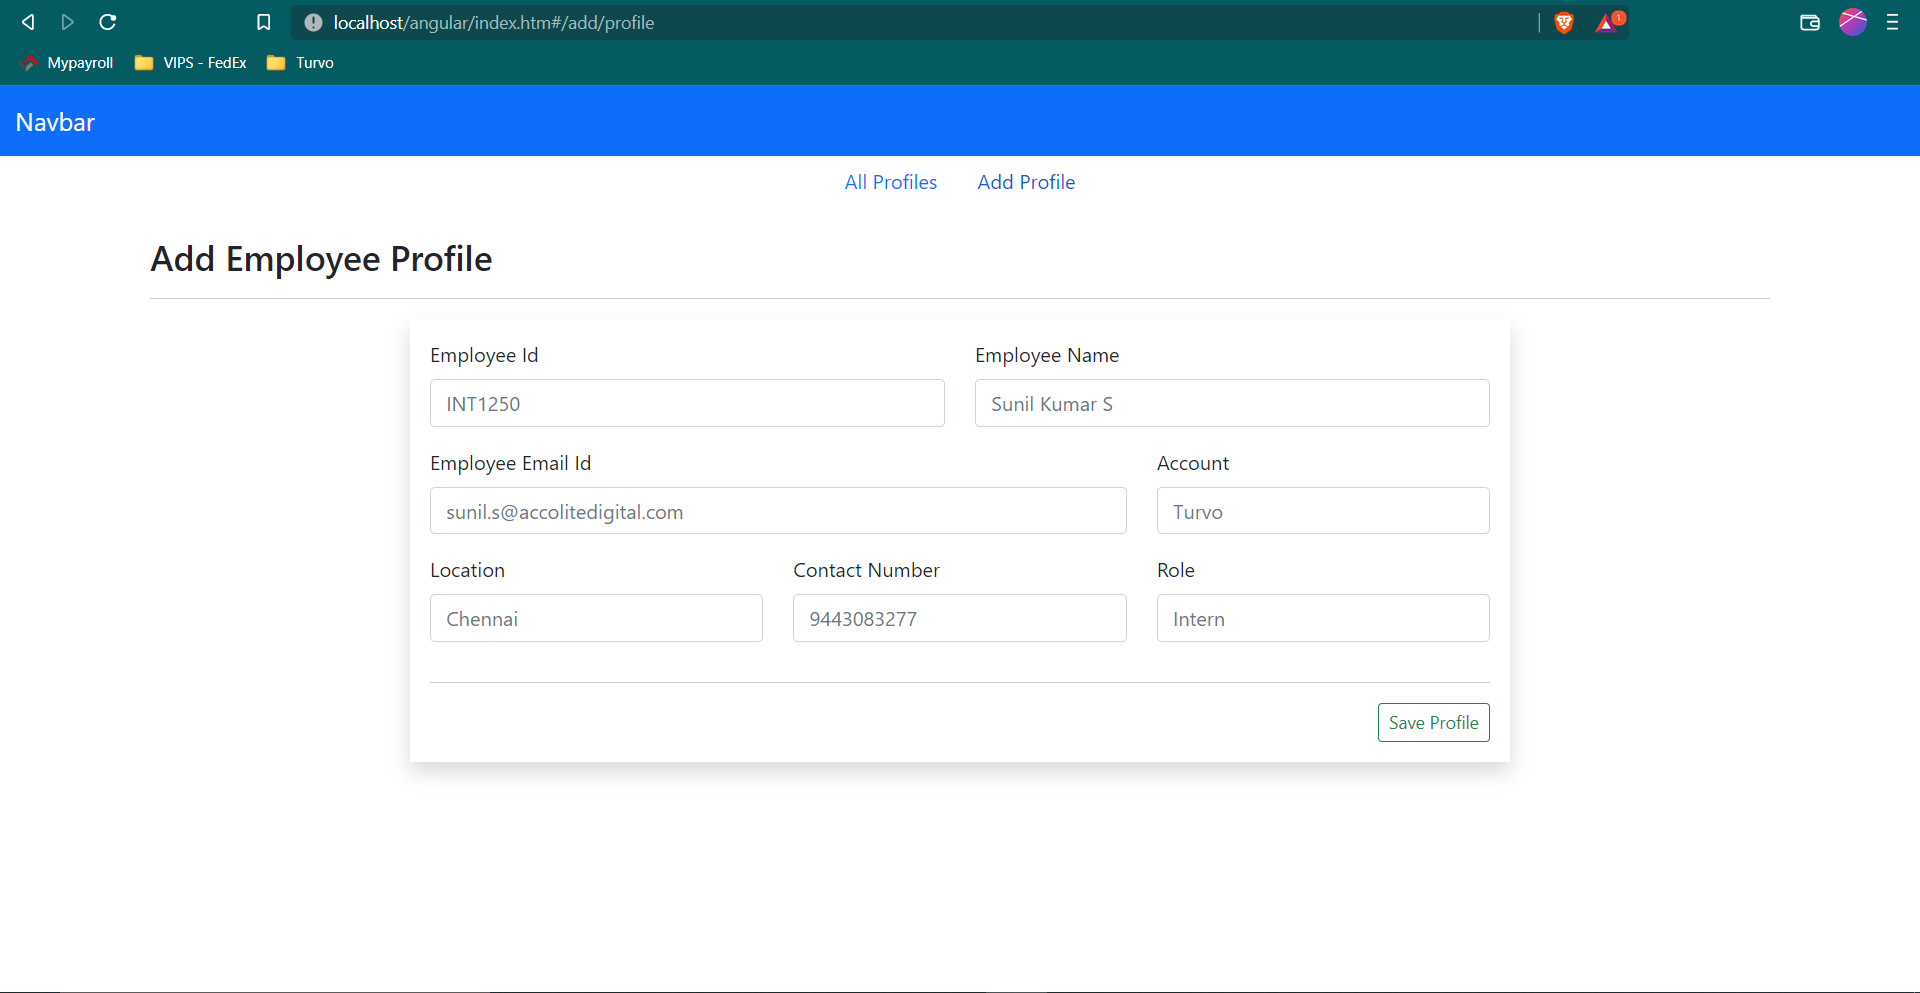 localhost/angular/index.htm#/add/profile
1
Mypayroll VIPS - FedEx Turvo
Navbar
All Profiles Add Profile
Add Employee Profile
Employee Id Employee Name
INT1250 Sunil Kumar S
Employee Email Id Account
sunil.s@accolitedigital.com Turvo
Location Contact Number Role
Chennai 9443083277 Intern
Save Profile